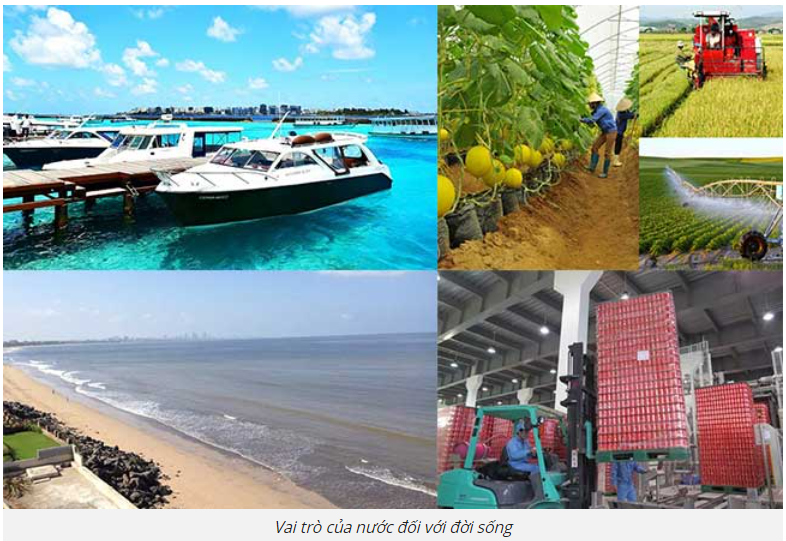 Vai trò của nước đối với đời sống